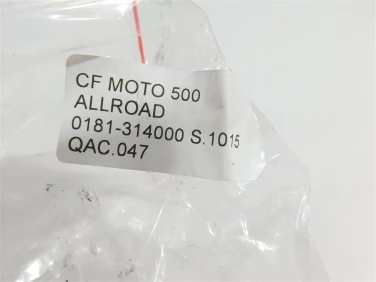 CF MOTO 500
ALLROAD
0181-314000 S.1015
QAC.047